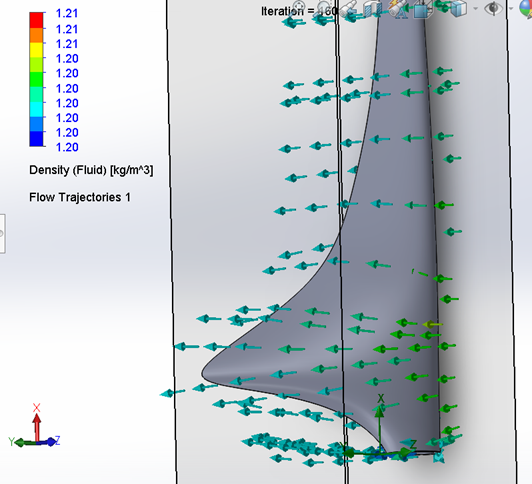 Iteration = 160
1.21
1.21
1.21
1.20
1.20
1.20
1.20
1.20
1.20
Density (Fluid) [kg/m^3]
Flow Trajectories 1
X
Y
Z
X
Z